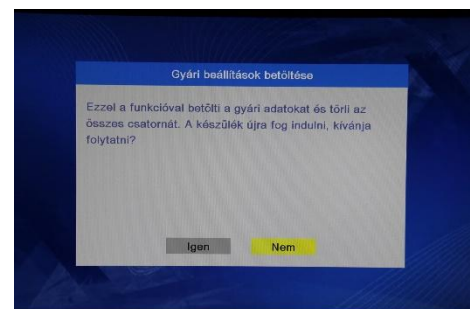 Gyári beállítások betöltése
Ezzel a funkcióval betölti a gyári adatokat és törli az
összes csatornát. A készülék újra fog indulni, kívánja
folytatni?
Igen
Nem